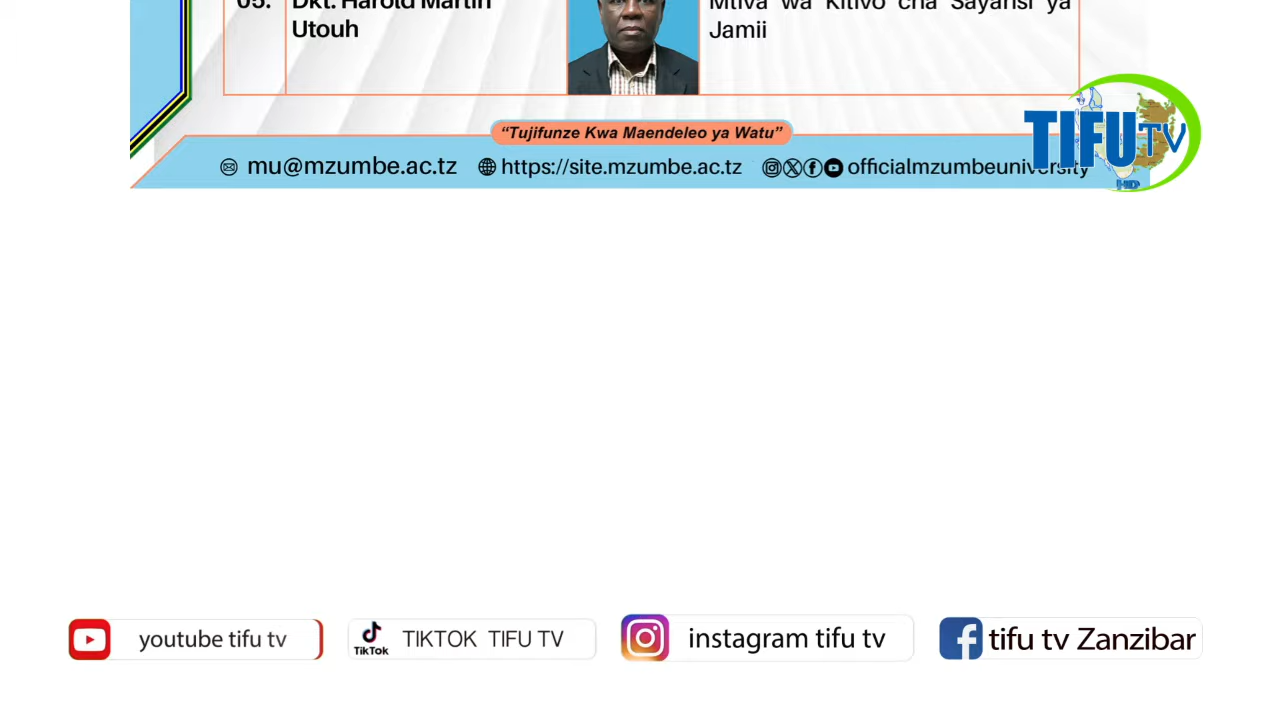 05. Dkt. Harold Martin
Utouh
Mtiva wa Kitivo cha Sayansi ya
Jamii
“Tujifunze Kwa Maendeleo ya Watu”
mu@mzumbe.ac.tz https://site.mzumbe.ac.tz officialmzumbeuniversity
TIFU TV
HD
youtube tifu tv
TikTok TIKTOK TIFU TV
instagram tifu tv
tifu tv Zanzibar